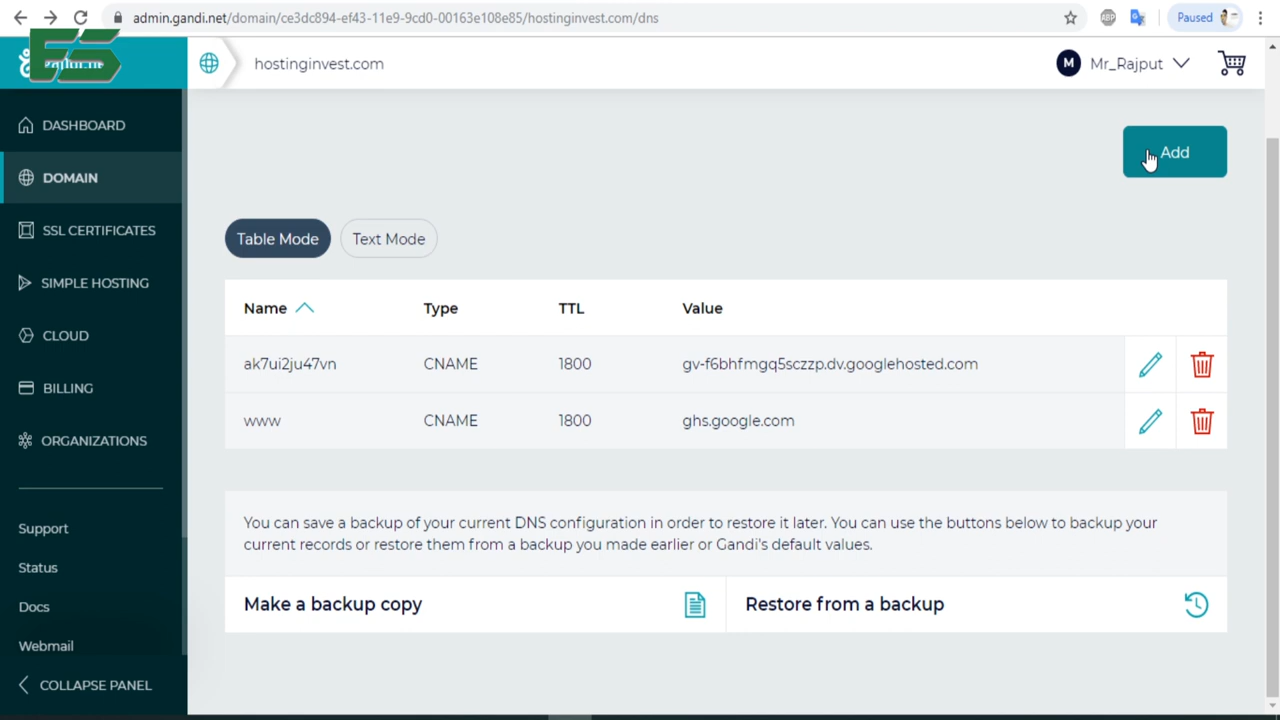 admin.gandi.net/domain/ce3dc894-ef43-11e9-9cd0-00163e108e85/hostinginvest.com/dns
ABP
Paused
ES
hostinginvest.com
M
Mr_Rajput
DASHBOARD
DOMAIN
SSL CERTIFICATES
SIMPLE HOSTING
CLOUD
BILLING
ORGANIZATIONS
Support
Status
Docs
Webmail
COLLAPSE PANEL
Add
Table Mode
Text Mode
Name Type TTL Value
ak7ui2ju47vn CNAME 1800 gv-f6bhfmgq5sczzp.dv.googlehosted.com
www CNAME 1800 ghs.google.com
You can save a backup of your current DNS configuration in order to restore it later. You can use the buttons below to backup your
current records or restore them from a backup you made earlier or Gandi's default values.
Make a backup copy
Restore from a backup